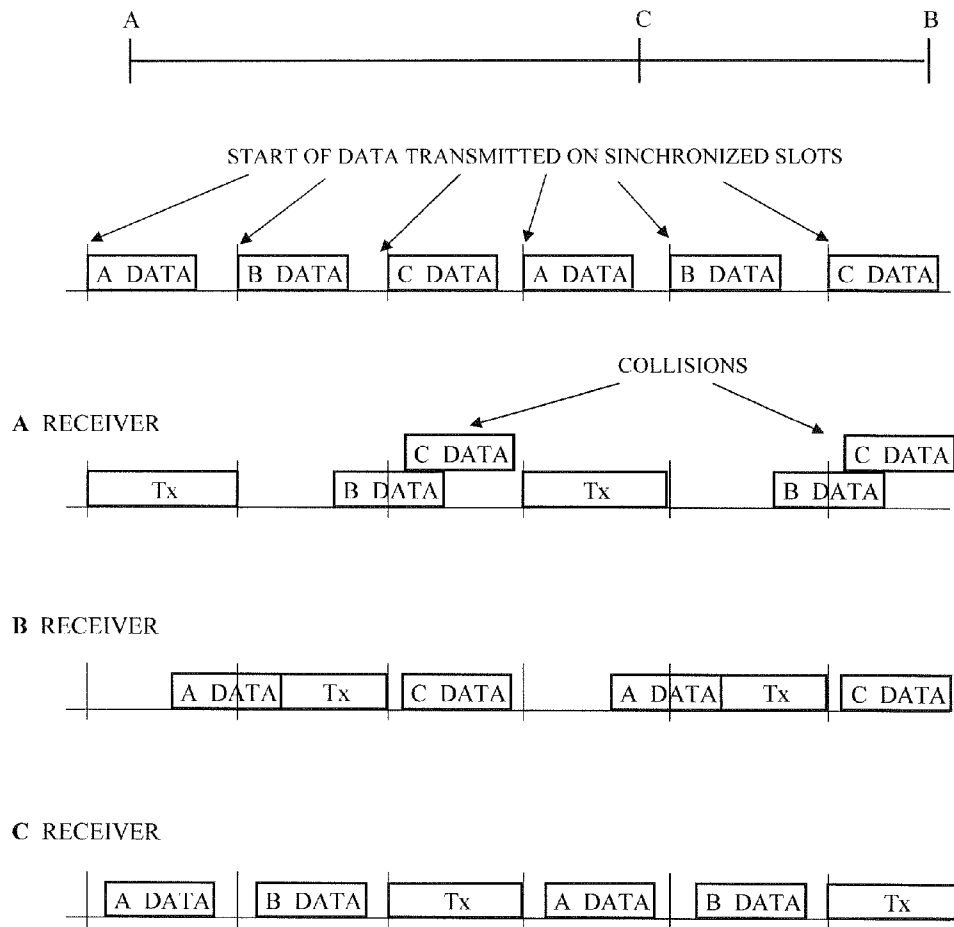 A C B
START OF DATA TRANSMITTED ON SINCHRONIZED SLOTS
A DATA B DATA C DATA A DATA B DATA C DATA
COLLISIONS
A RECEIVER
C DATA C DATA
Tx B DATA Tx B DATA
B RECEIVER
A DATA Tx C DATA A DATA Tx C DATA
C RECEIVER
A DATA B DATA Tx A DATA B DATA Tx